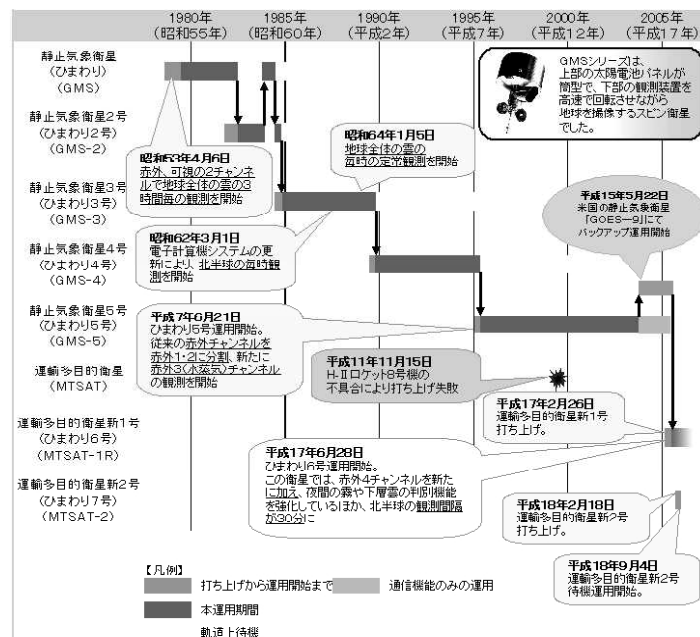 1980年
(昭和55年)
1985年
(昭和60年)
1990年
(平成2年)
1995年
(平成7年)
2000年
(平成12年)
2005年
(平成17年)
静止気象衛星
(ひまわり)
(GMS)
GMSシリーズは、
上部の太陽電池パネルが
筒型で、下部の観測装置を
高速で回転させながら
地球を撮像するスピン衛星
でした。
静止気象衛星2号
(ひまわり2号)
(GMS-2)
昭和53年4月6日
赤外、可視の2チャンネ
ルで地球全体の雲の3
時間毎の観測を開始
昭和64年1月5日
地球全体の雲の
毎時の定常観測を開始
静止気象衛星3号
(ひまわり3号)
(GMS-3)
平成15年5月22日
米国の静止気象衛星
「GOES-9」にて
バックアップ運用開始
昭和62年3月1日
電子計算機システムの更
新により、北半球の毎時観
測を開始
静止気象衛星4号
(ひまわり4号)
(GMS-4)
静止気象衛星5号
(ひまわり5号)
(GMS-5)
平成7年6月21日
ひまわり5号運用開始。
従来の赤外チャンネルを
赤外1・2に分割、新たに
赤外3(水蒸気)チャンネル
の観測を開始
運輸多目的衛星
(MTSAT)
平成11年11月15日
H-Ⅱロケット8号機の
不具合により打ち上げ失敗
平成17年2月26日
運輸多目的衛星新1号
打ち上げ。
運輸多目的衛星新1号
(ひまわり6号)
(MTSAT-1R)
平成17年6月28日
ひまわり6号運用開始。
この衛星では、赤外4チャンネルを新た
に加え、夜間の霧や下層雲の判別機能
を強化しているほか、北半球の観測間隔
が30分に
運輸多目的衛星新2号
(ひまわり7号)
(MTSAT-2)
平成18年2月18日
運輸多目的衛星新2号
打ち上げ。
平成18年9月4日
運輸多目的衛星新2号
待機運用開始。
【凡例】
打ち上げから運用開始まで
通信機能のみの運用
本運用期間
軌道上待機